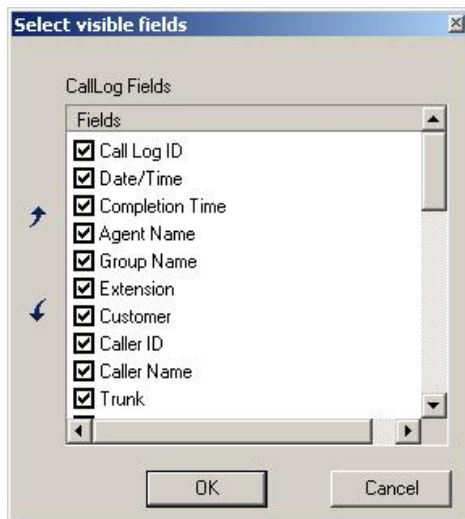 Select visible fields
CallLog Fields
Fields
Call Log ID
Date/Time
Completion Time
Agent Name
Group Name
Extension
Customer
Caller ID
Caller Name
Trunk
OK
Cancel